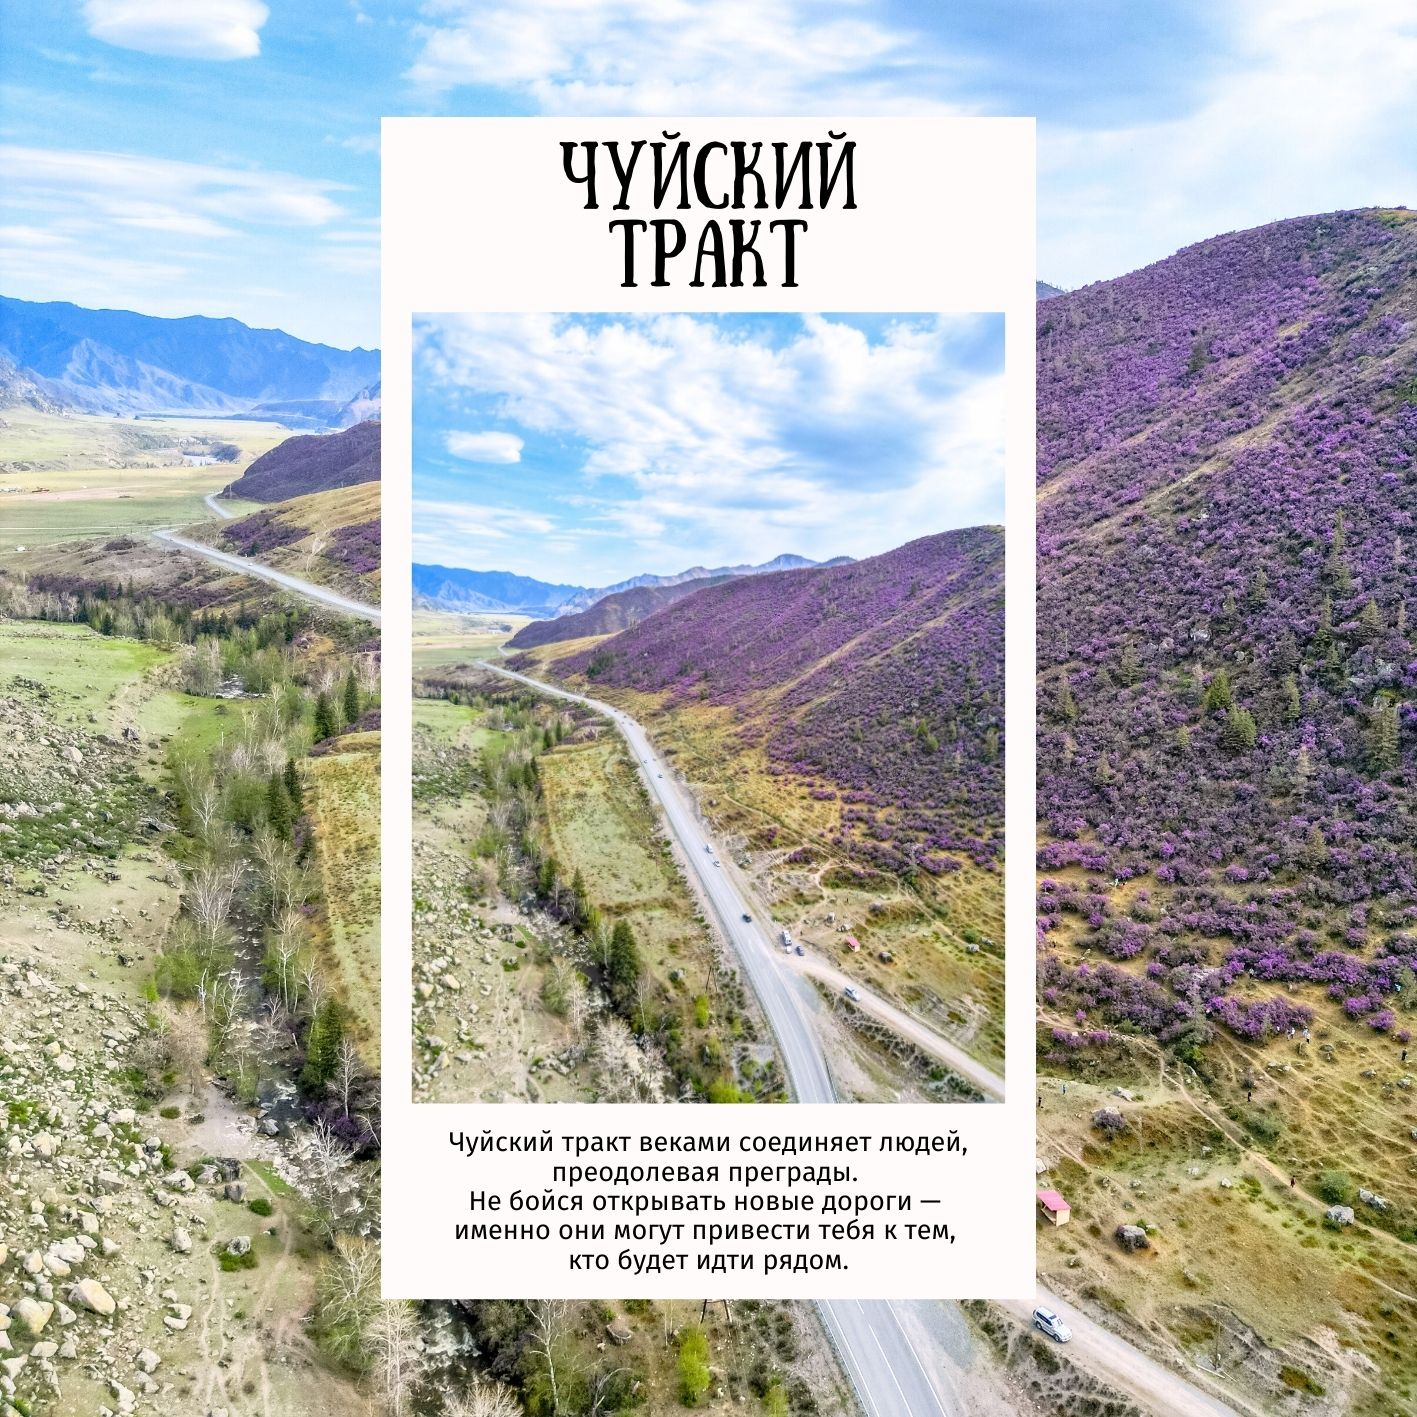 ЧУЙСКИЙ
ТРАКТ
Чуйский тракт веками соединяет людей,
преодолевая преграды.
Не бойся открывать новые дороги —
именно они могут привести тебя к тем,
кто будет идти рядом.